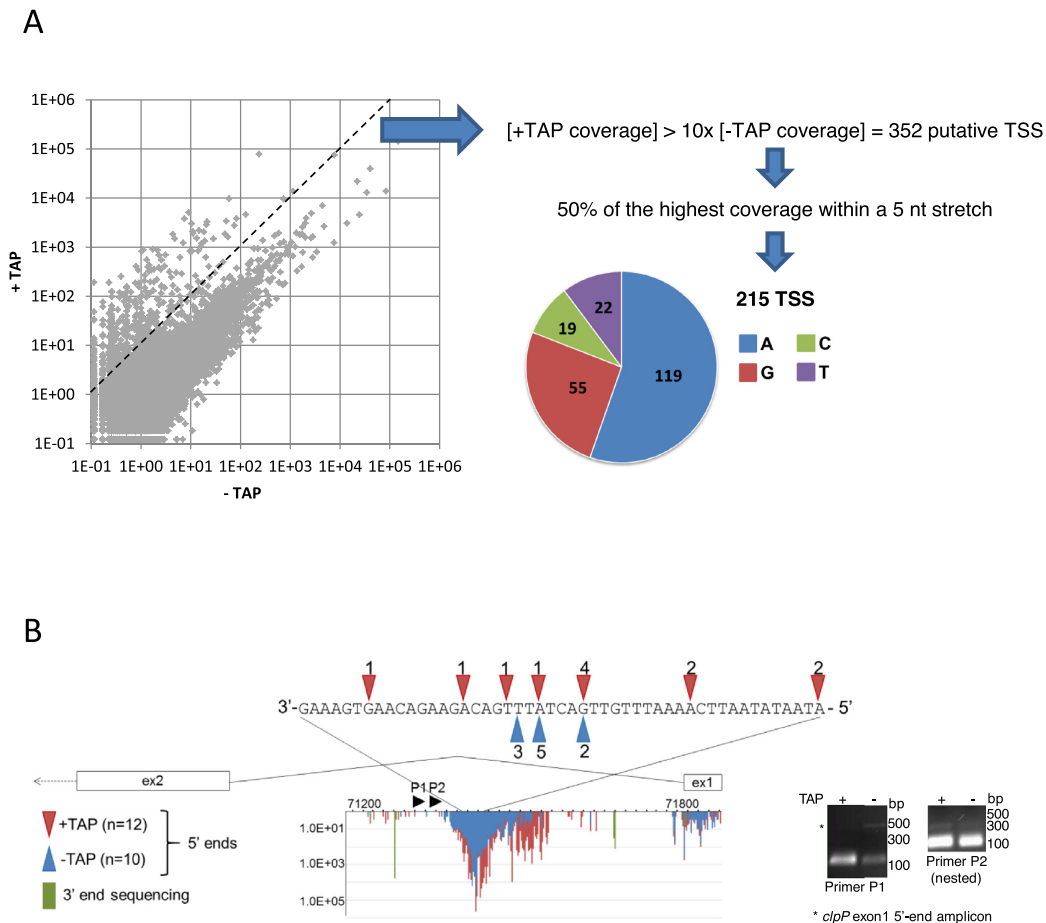 A
1E+06
1E+05
1E+04
1E+03
1E+02
1E+01
1E+00
1E-01
+ TAP
1E-01 1E+00 1E+01 1E+02 1E+03 1E+04 1E+05 1E+06
- TAP
[+TAP coverage] > 10x [-TAP coverage] = 352 putative TSS
50% of the highest coverage within a 5 nt stretch
215 TSS
22
19
55
119
A C
G T
B
1 1 1 1 4 2 2
3'-GAAAGTGAACAGAAGACAGTTTATCAGTTGTTTAAAACTTAATATAATA-5'
3 5 2
ex2
ex1
P1 P2
71200 71800
1.0E+01
1.0E+03
1.0E+05
+TAP (n=12)
-TAP (n=10)
5' ends
3' end sequencing
TAP + - bp
*
500
300
100
Primer P1
+ - bp
500
300
100
Primer P2
(nested)
* clpP exon1 5'-end amplicon